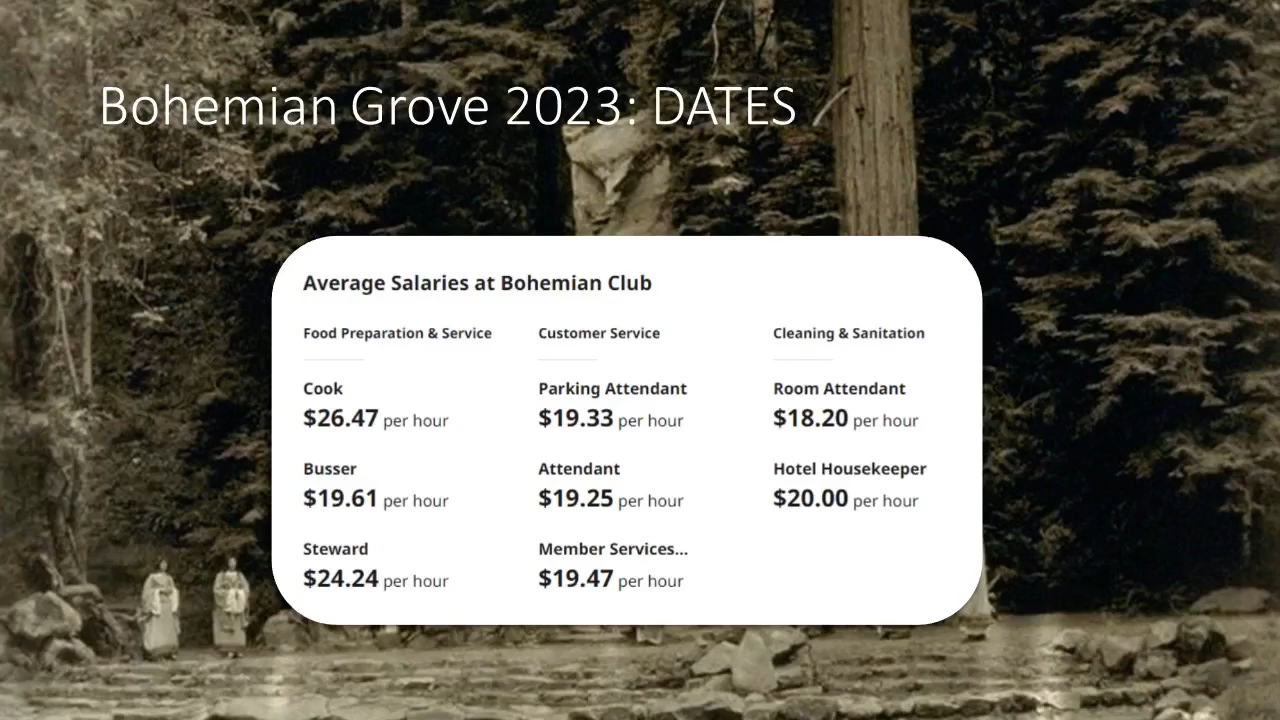 Bohemian Grove 2023: DATES
Average Salaries at Bohemian Club
Food Preparation & Service
Cook
$26.47 per hour
Busser
$19.61 per hour
Steward
$24.24 per hour
Customer Service
Parking Attendant
$19.33 per hour
Attendant
$19.25 per hour
Member Services...
$19.47 per hour
Cleaning & Sanitation
Room Attendant
$18.20 per hour
Hotel Housekeeper
$20.00 per hour